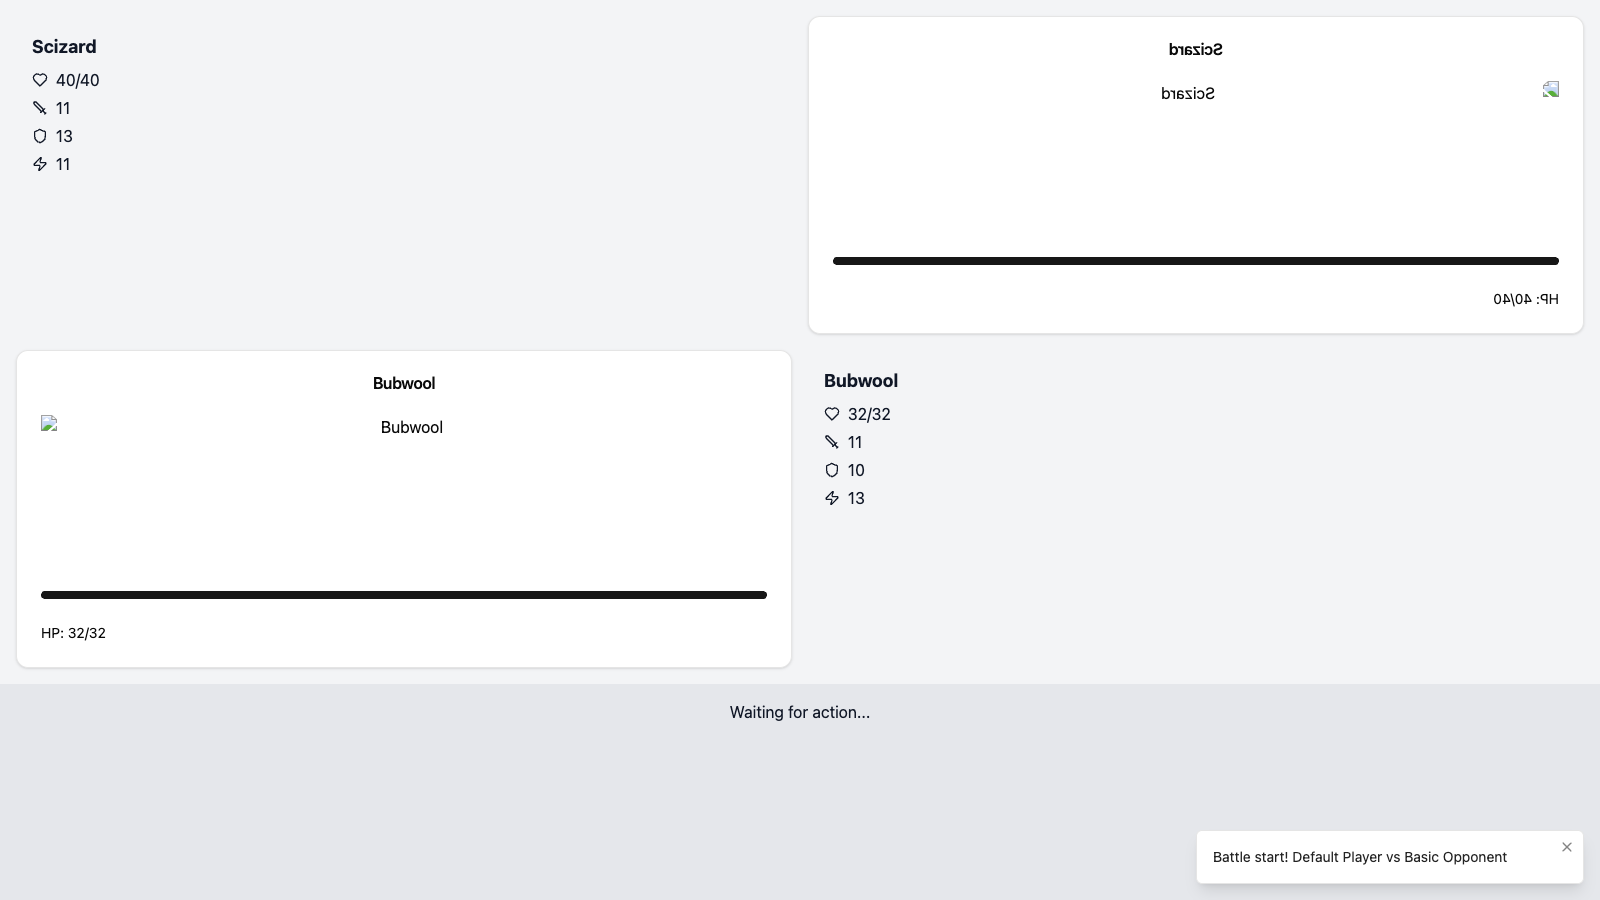 Scizard
40/40
11
13
11
Scizard
Scizard
HP: 40/40
Bubwool
Bubwool
HP: 32/32
Bubwool
32/32
11
10
13
Waiting for action...
Battle start! Default Player vs Basic Opponent